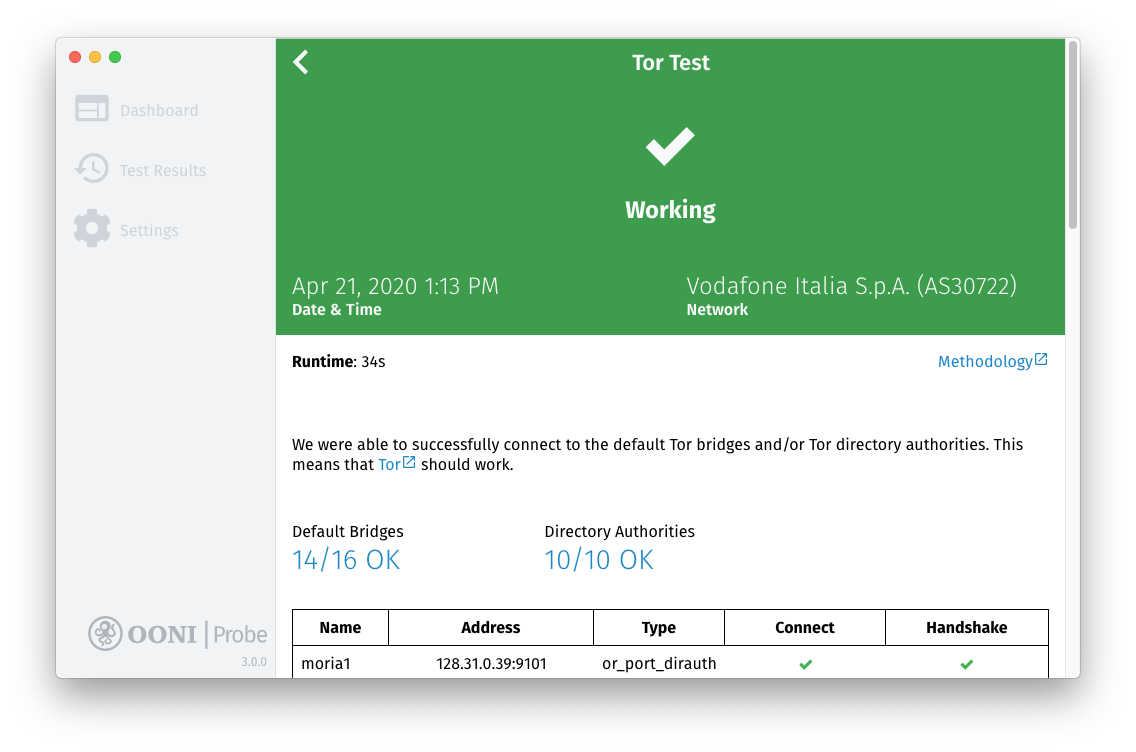 Tor Test
Dashboard
Test Results
Settings
Working
Apr 21, 2020 1:13 PM
Date & Time
Vodafone Italia S.p.A. (AS30722)
Network
Runtime: 34s
Methodology
We were able to successfully connect to the default Tor bridges and/or Tor directory authorities. This
means that Tor should work.
Default Bridges
14/16 OK
Directory Authorities
10/10 OK
Name Address Type Connect Handshake
moria1 128.31.0.39:9101 or_port_dirauth
OONI Probe
3.0.0